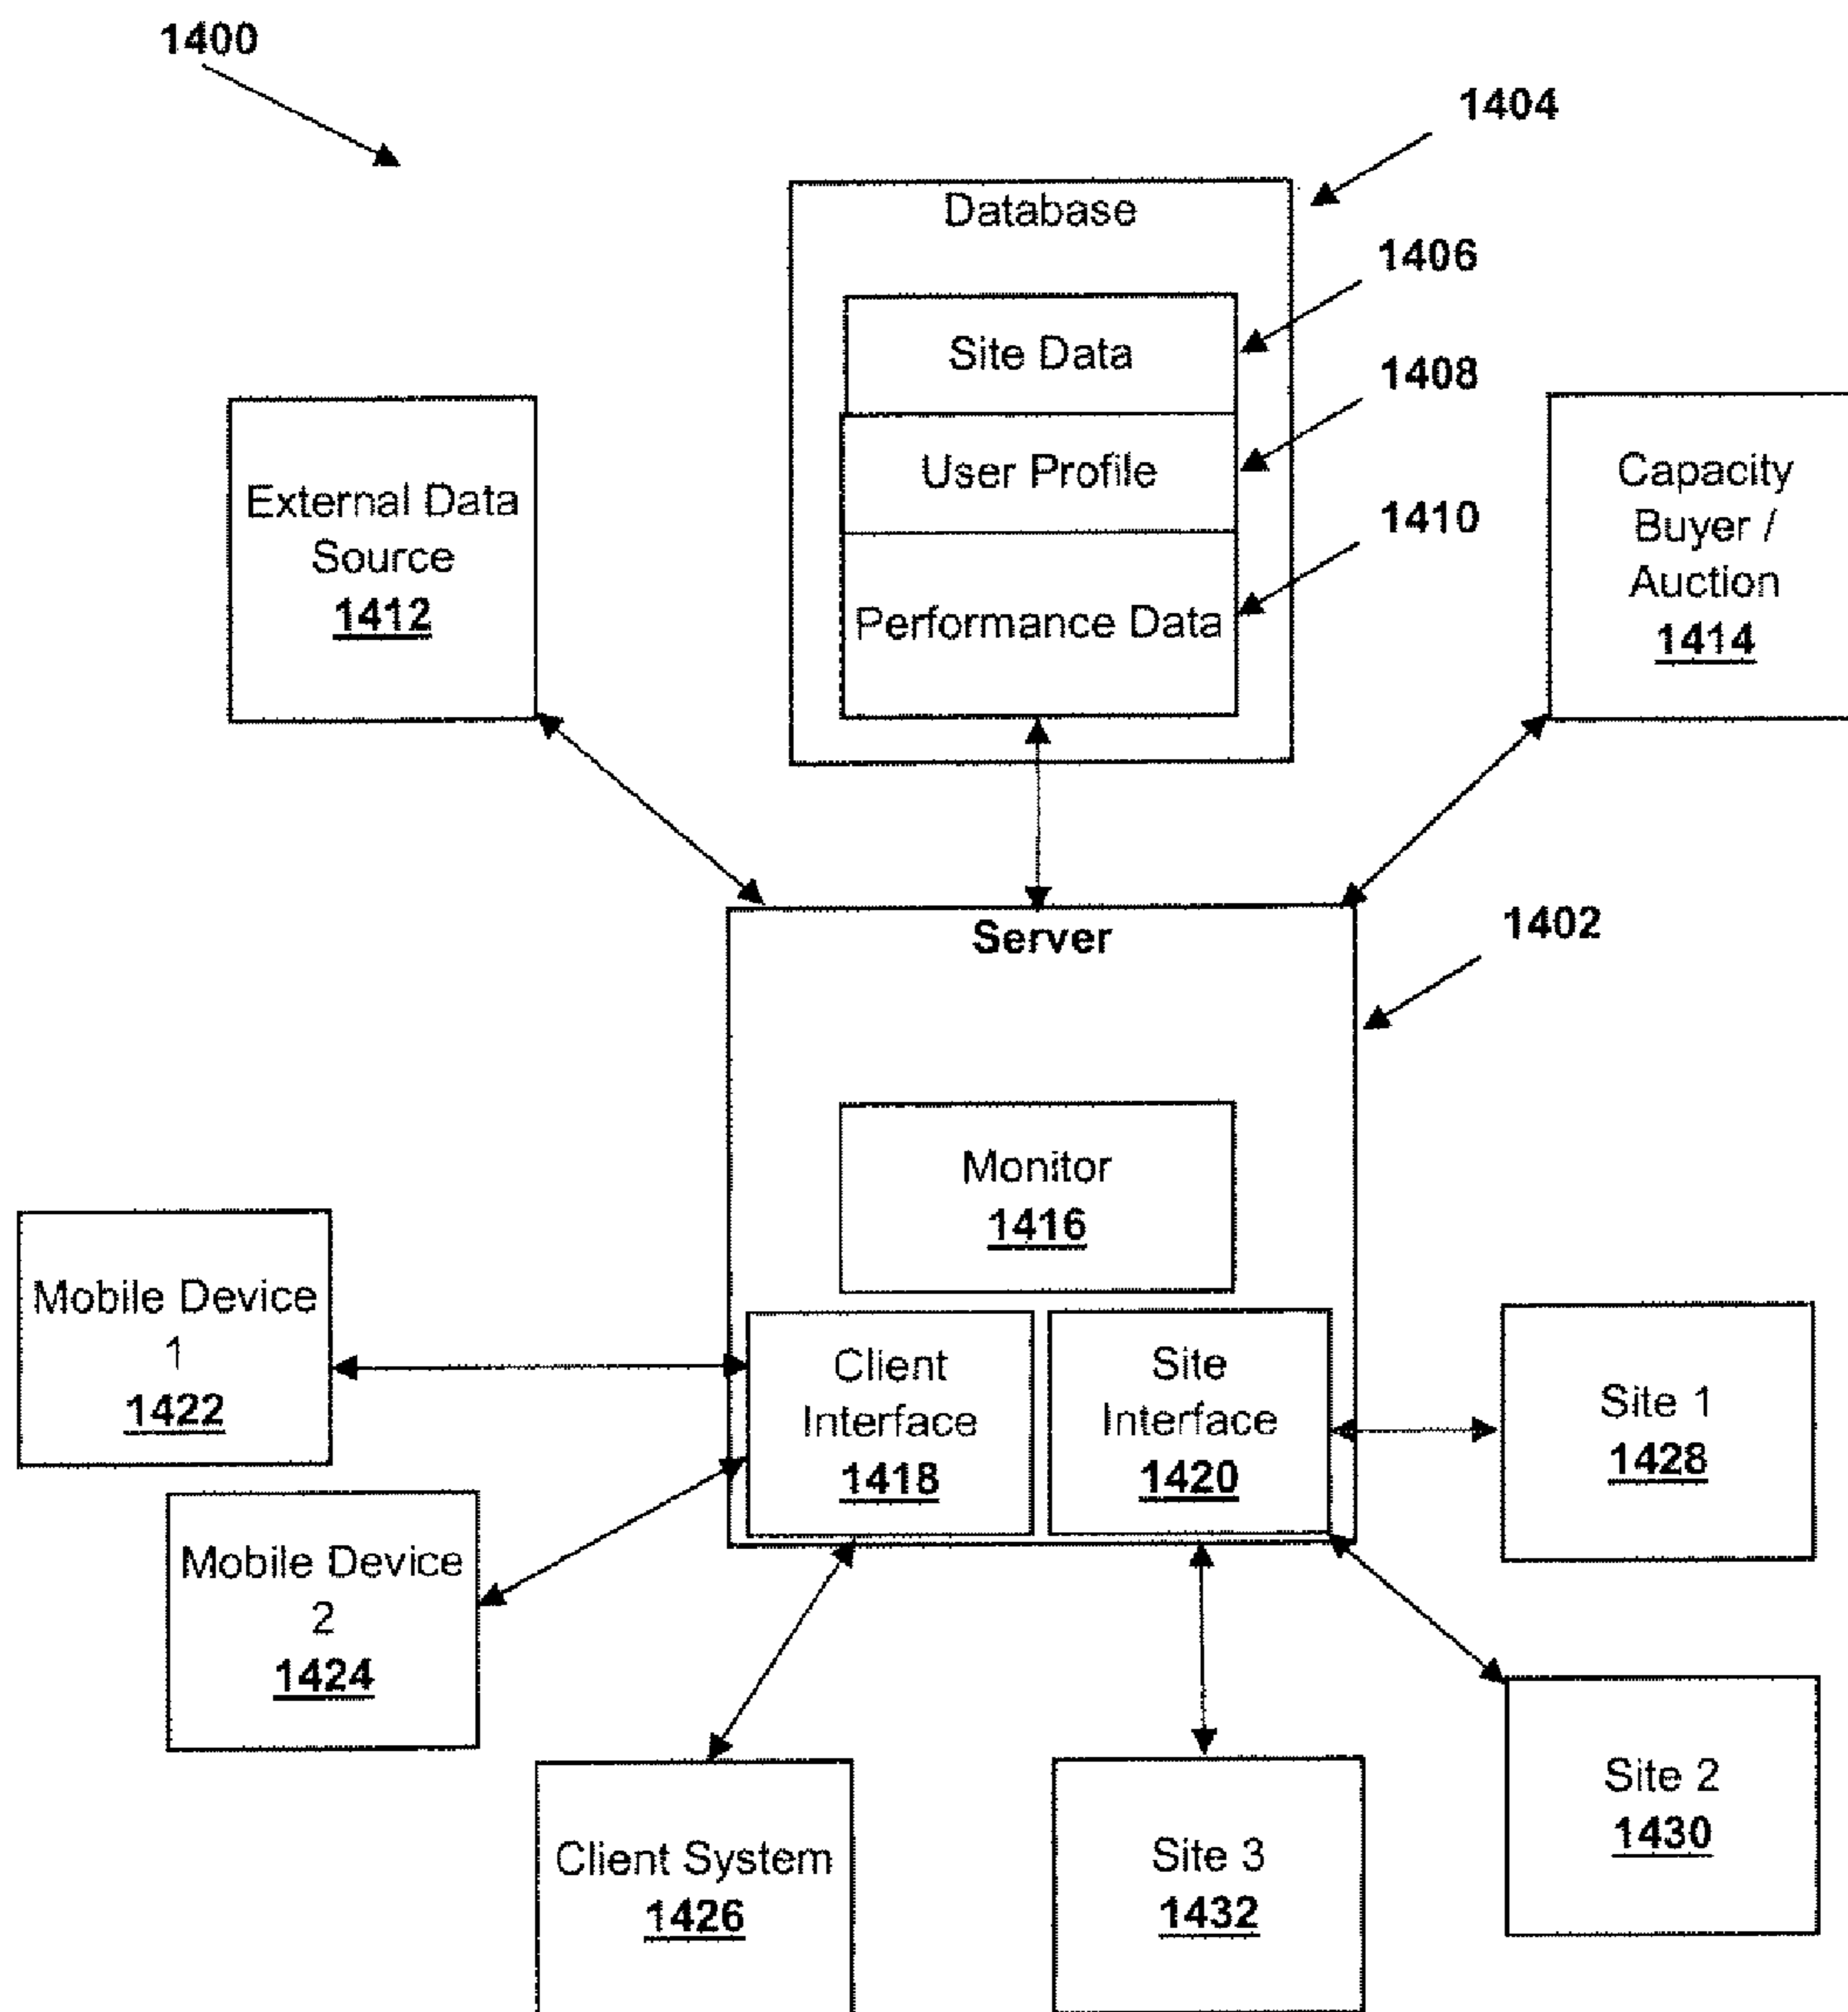 1400
1404
Database
1406
Site Data
1408
User Profile
1410
Performance Data
External Data
Source
1412
Capacity
Buyer /
Auction
1414
Server
1402
Monitor
1416
Mobile Device
1
1422
Client
Interface
1418
Site
Interface
1420
Site 1
1428
Mobile Device
2
1424
Client System
1426
Site 3
1432
Site 2
1430